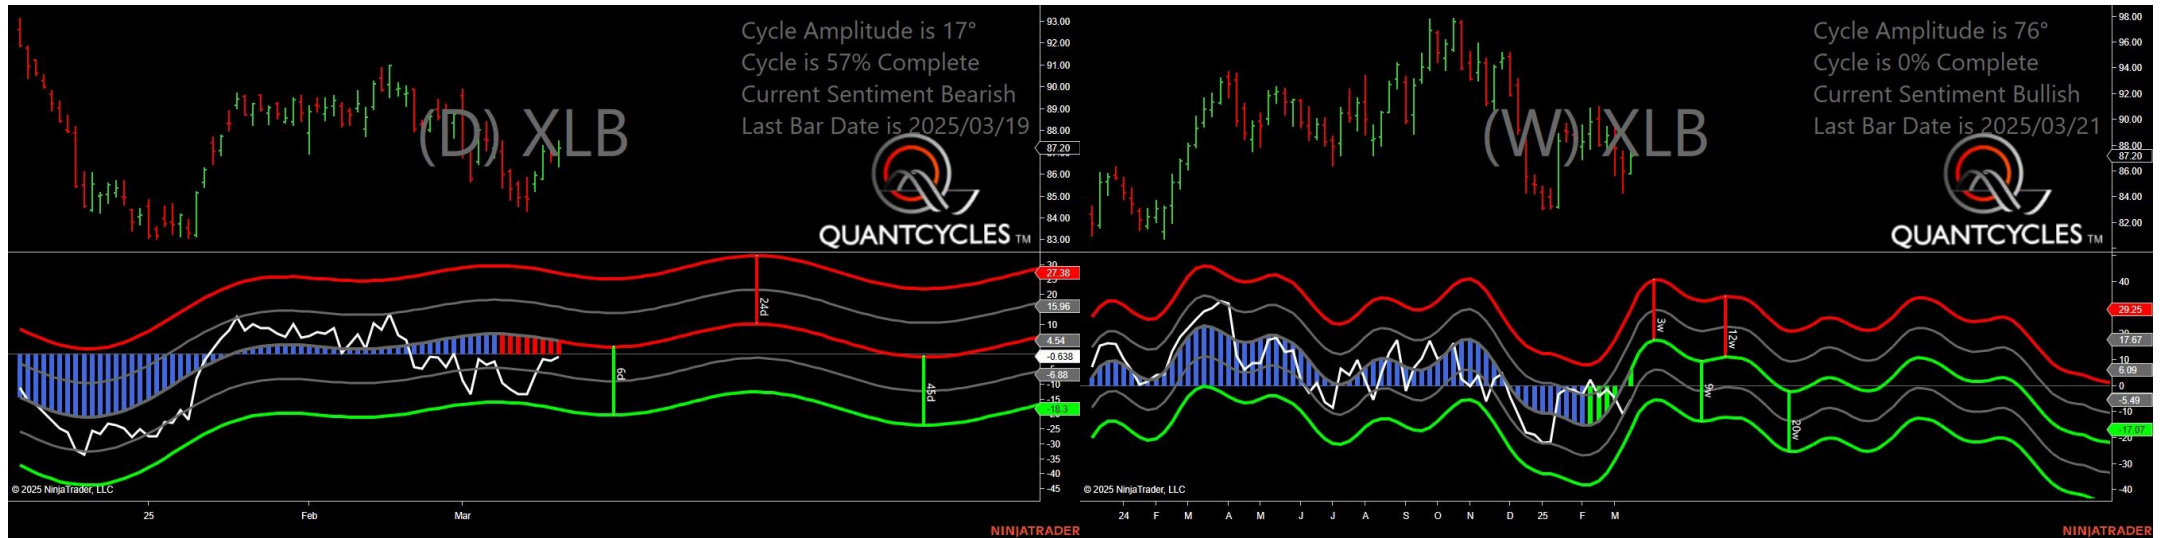 Cycle Amplitude is 17°
Cycle is 57% Complete
Current Sentiment Bearish
Last Bar Date is 2025/03/19
(D) XLB
QUANTCYCLES TM
93.00
92.00
91.00
90.00
89.00
88.00
87.20
86.00
85.00
84.00
83.00
30
27.38
25
20
15.96
10
4.54
-0.638
-6.88
-10
-15
-18.3
-25
-30
-35
-40
-45
24d
6d
45d
© 2025 NinjaTrader, LLC
25
Feb
Mar
NINJATRADER
Cycle Amplitude is 76°
Cycle is 0% Complete
Current Sentiment Bullish
Last Bar Date is 2025/03/21
(W) XLB
QUANTCYCLES TM
98.00
96.00
94.00
92.00
90.00
88.00
87.20
86.00
84.00
82.00
40
29.25
20
17.67
10
6.09
0
-5.49
-10
-17.07
-20
-30
-40
3w
12w
9w
20w
© 2025 NinjaTrader, LLC
24
F
M
A
M
J
J
A
S
O
N
D
25
F
M
NINJATRADER